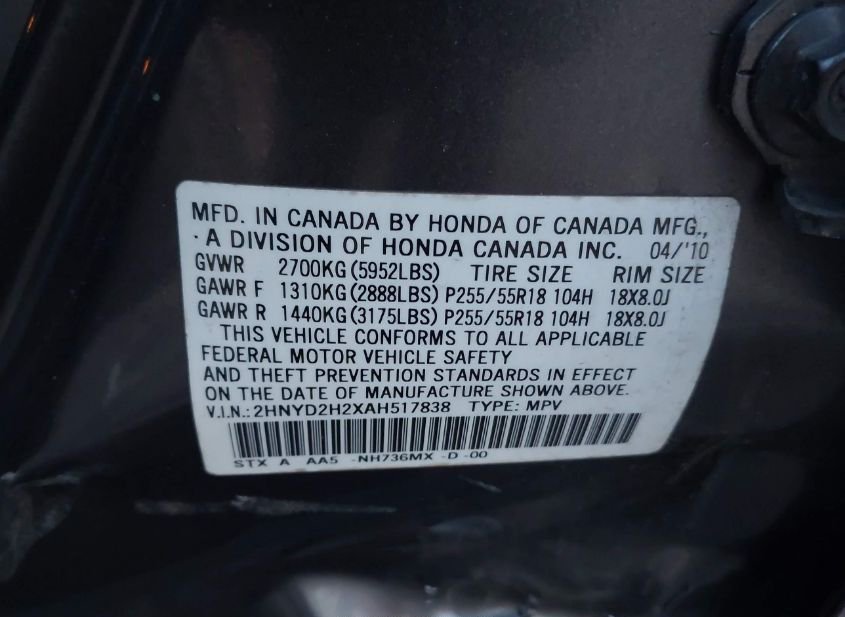 MFD. IN CANADA BY HONDA OF CANADA MFG.,
A DIVISION OF HONDA CANADA INC. 04/'10
GVWR 2700KG (5952LBS) TIRE SIZE RIM SIZE
GAWR F 1310KG (2888LBS) P255/55R18 104H 18X8.0J
GAWR R 1440KG (3175LBS) P255/55R18 104H 18X8.0J
THIS VEHICLE CONFORMS TO ALL APPLICABLE
FEDERAL MOTOR VEHICLE SAFETY
AND THEFT PREVENTION STANDARDS IN EFFECT
ON THE DATE OF MANUFACTURE SHOWN ABOVE.
V.I.N.: 2HNYD2H2XAH517838 TYPE: MPV
STX A AA5 -NH736MX -D -00